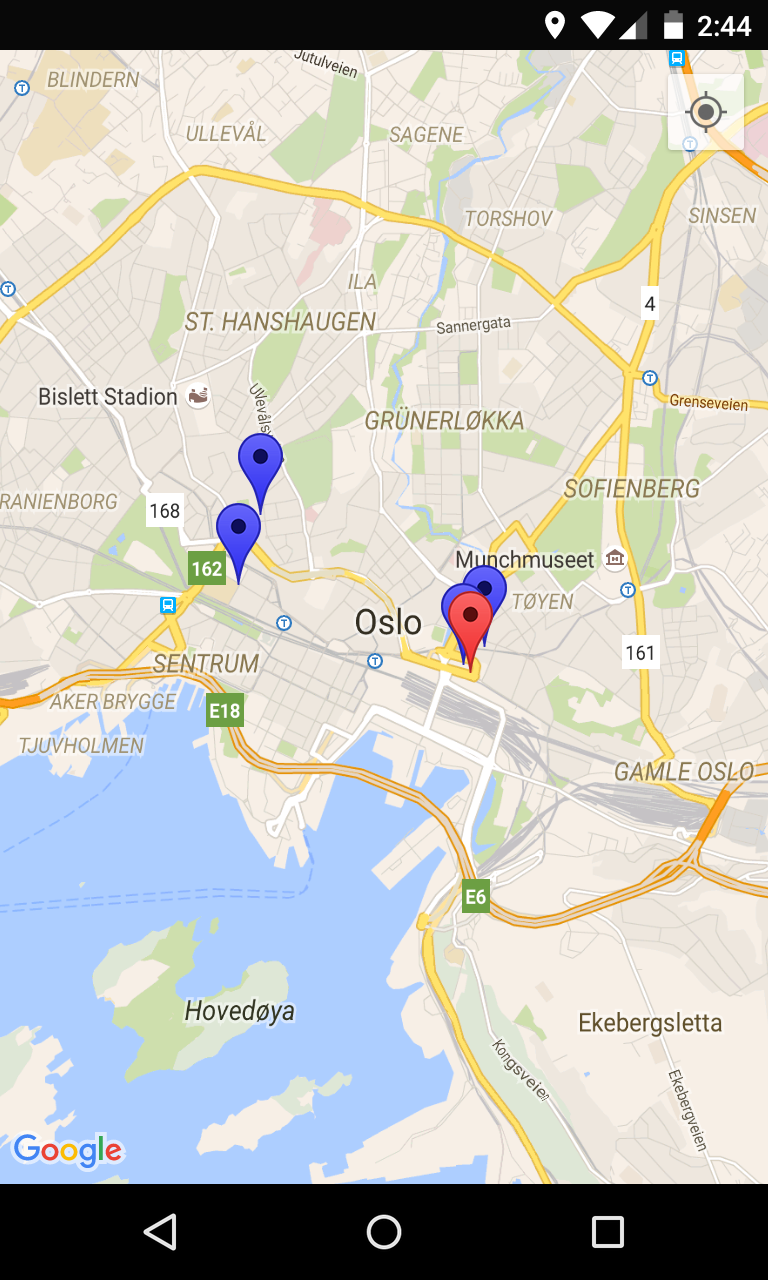 2:44
Jutulveien
BLINDERN
ULLEVÅL
SAGENE
TORSHOV
SINSEN
ILA
4
ST. HANSHAUGEN
Sannergata
Bislett Stadion
Grenseveien
GRÜNERLØKKA
RANIENBORG
168
SOFIENBERG
162
Munchmuseet
TØYEN
Oslo
161
SENTRUM
AKER BRYGGE
E18
TJUVHOLMEN
GAMLE OSLO
E6
Hovedøya
Ekebergsletta
Kongsveien
Ekebergveien
Google